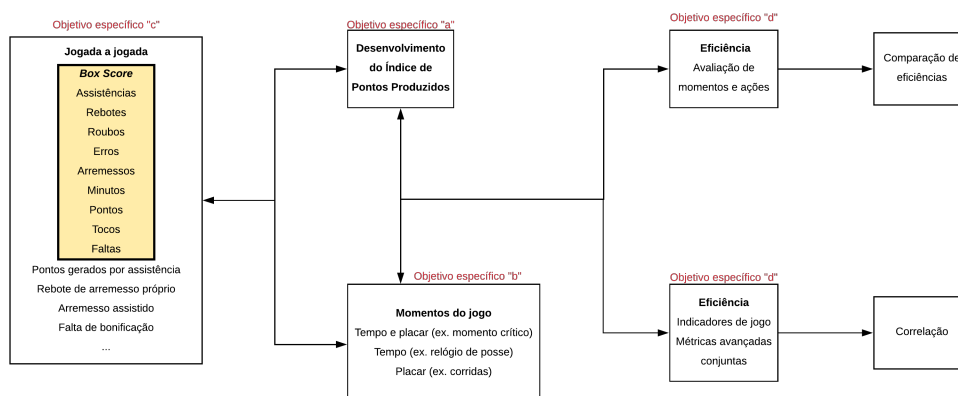 Objetivo específico "c"
Jogada a jogada
Box Score
Assistências
Rebotes
Roubos
Erros
Arremessos
Minutos
Pontos
Tocos
Faltas
Pontos gerados por assistência
Rebote de arremesso próprio
Arremesso assistido
Falta de bonificação
...
Objetivo específico "a"
Desenvolvimento
do Índice de
Pontos Produzidos
Objetivo específico "b"
Momentos do jogo
Tempo e placar (ex. momento crítico)
Tempo (ex. relógio de posse)
Placar (ex. corridas)
Objetivo específico "d"
Eficiência
Avaliação de
momentos e ações
Comparação de
eficiências
Objetivo específico "d"
Eficiência
Indicadores de jogo
Métricas avançadas
conjuntas
Correlação